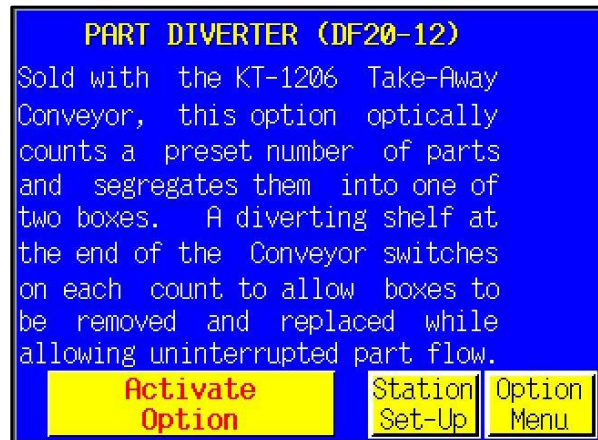 PART DIVERTER (DF20-12)
Sold with the KT-1206 Take-Away
Conveyor, this option optically
counts a preset number of parts
and segregates them into one of
two boxes. A diverting shelf at
the end of the Conveyor switches
on each count to allow boxes to
be removed and replaced while
allowing uninterrupted part flow.
Activate
Option
Station
Set-Up
Option
Menu